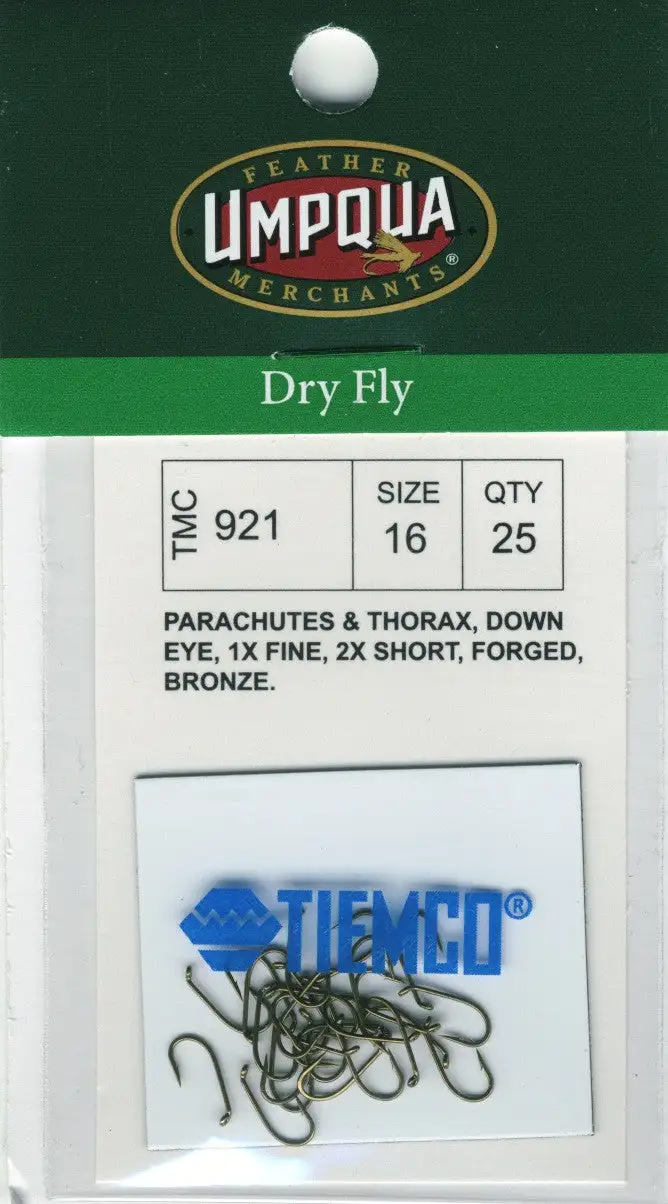 FEATHER
UMPQUA
MERCHANTS®
Dry Fly
TMC 921
SIZE
16
QTY
25
PARACHUTES & THORAX, DOWN
EYE, 1X FINE, 2X SHORT, FORGED,
BRONZE.
TIEMCO®